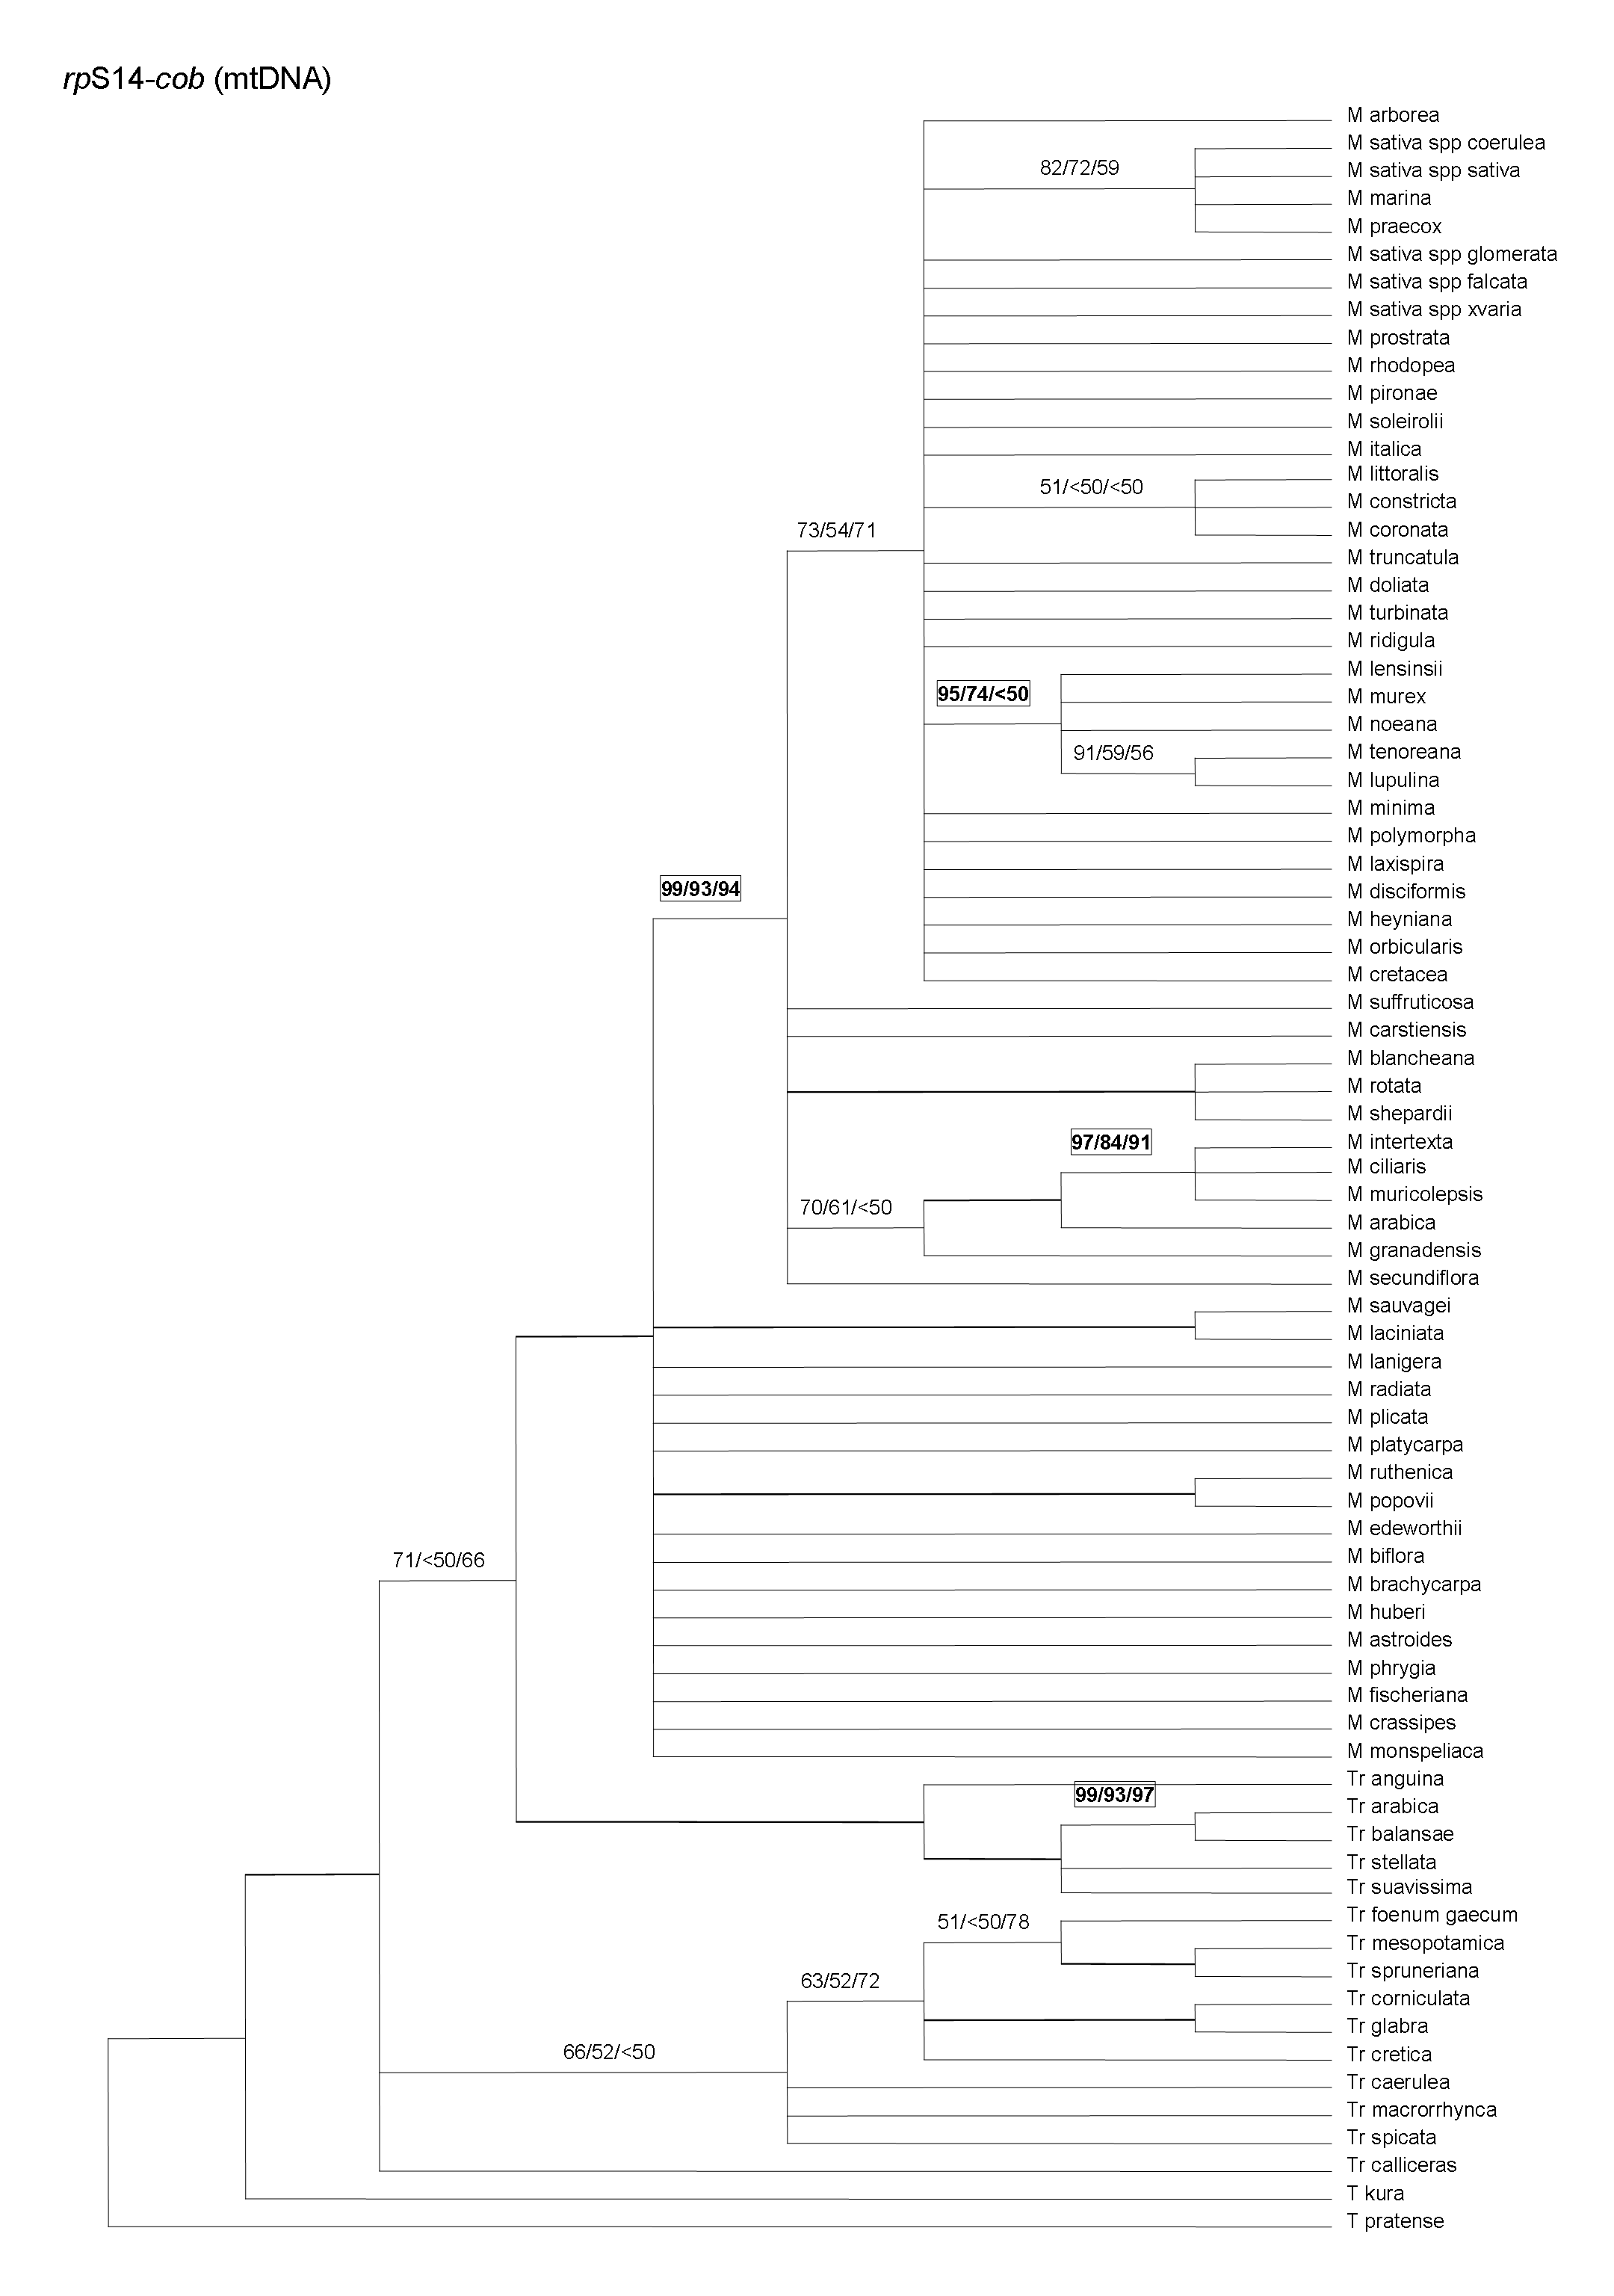 rpS14-cob (mtDNA)
M arborea
M sativa spp coerulea
82/72/59
M sativa spp sativa
M marina
M praecox
M sativa spp glomerata
M sativa spp falcata
M sativa spp xvaria
M prostrata
M rhodopea
M pironae
M soleirolii
M italica
M littoralis
51/<50/<50
M constricta
M coronata
73/54/71
M truncatula
M doliata
M turbinata
M ridigula
M lensinsii
95/74/<50
M murex
M noeana
M tenoreana
91/59/56
M lupulina
M minima
M polymorpha
M laxispira
99/93/94
M disciformis
M heyniana
M orbicularis
M cretacea
M suffruticosa
M carstiensis
M blancheana
M rotata
M shepardii
97/84/91
M intertexta
M ciliaris
M muricolepsis
70/61/<50
M arabica
M granadensis
M secundiflora
M sauvagei
M laciniata
M lanigera
M radiata
M plicata
M platycarpa
M ruthenica
M popovii
M edeworthii
M biflora
71/<50/66
M brachycarpa
M huberi
M astroides
M phrygia
M fischeriana
M crassipes
M monspeliaca
Tr anguina
99/93/97
Tr arabica
Tr balansae
Tr stellata
Tr suavissima
Tr foenum gaecum
51/<50/78
Tr mesopotamica
Tr spruneriana
63/52/72
Tr corniculata
Tr glabra
Tr cretica
66/52/<50
Tr caerulea
Tr macrorrhynca
Tr spicata
Tr calliceras
T kura
T pratense